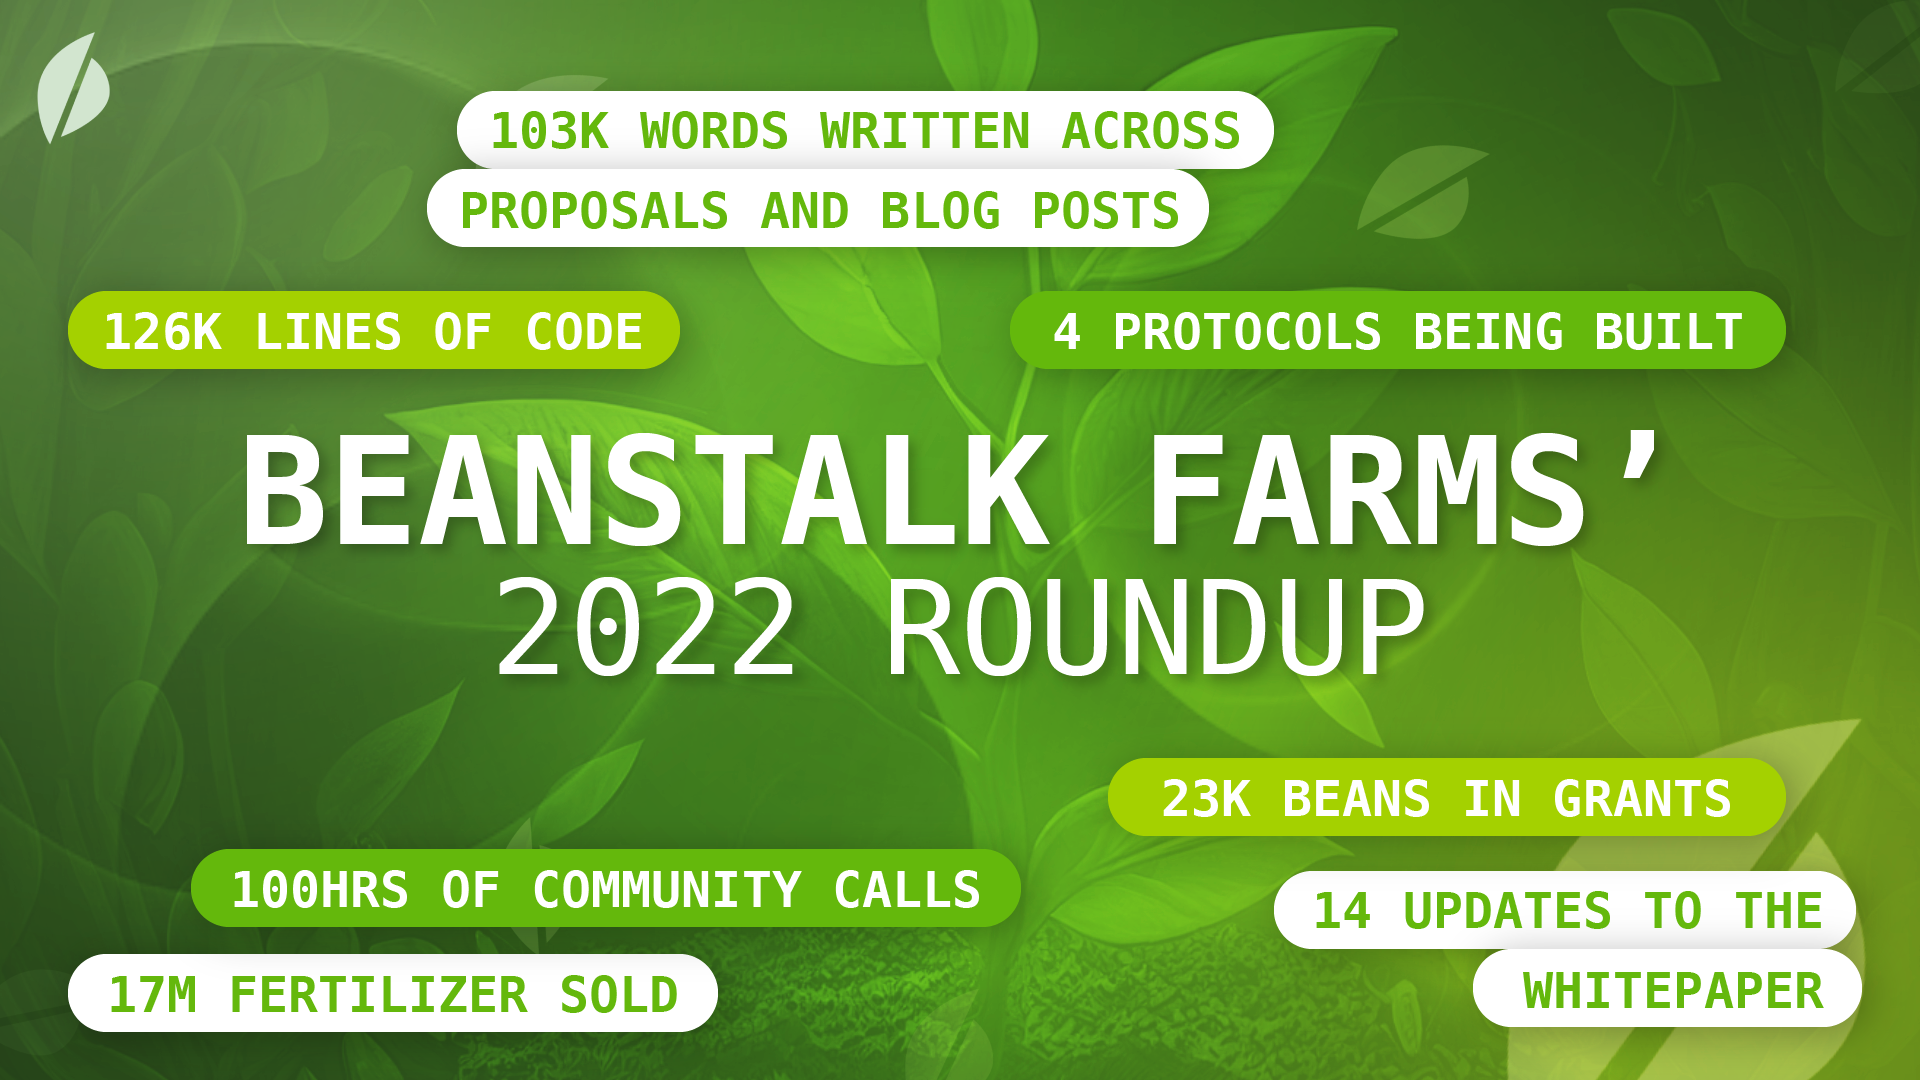 103K WORDS WRITTEN ACROSS
PROPOSALS AND BLOG POSTS
126K LINES OF CODE
4 PROTOCOLS BEING BUILT
BEANSTALK FARMS’
2022 ROUNDUP
23K BEANS IN GRANTS
100HRS OF COMMUNITY CALLS
14 UPDATES TO THE
WHITEPAPER
17M FERTILIZER SOLD